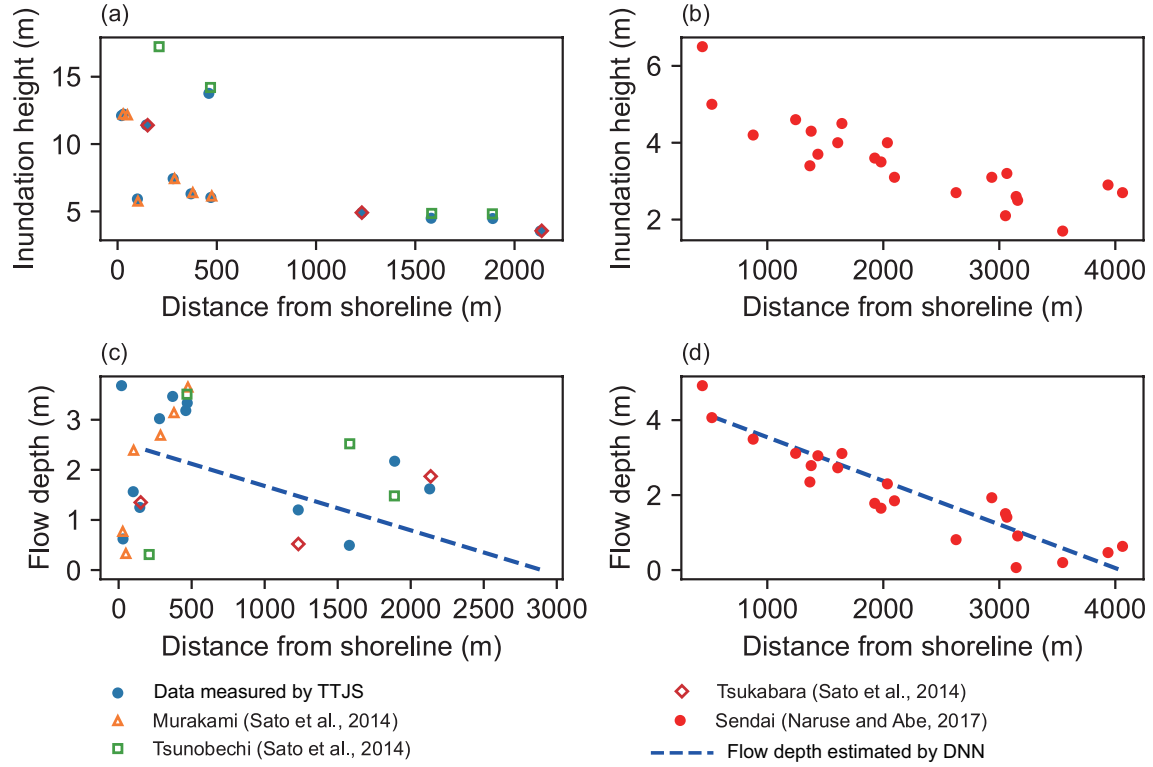 (a)
Inundation height (m)
15
10
5
0 500 1000 1500 2000
Distance from shoreline (m)
(b)
Inundation height (m)
6
4
2
1000 2000 3000 4000
Distance from shoreline (m)
(c)
Flow depth (m)
3
2
1
0
0 500 1000 1500 2000 2500 3000
Distance from shoreline (m)
(d)
Flow depth (m)
4
2
0
1000 2000 3000 4000
Distance from shoreline (m)
Data measured by TTJS
Murakami (Sato et al., 2014)
Tsunobechi (Sato et al., 2014)
Tsukabara (Sato et al., 2014)
Sendai (Naruse and Abe, 2017)
Flow depth estimated by DNN